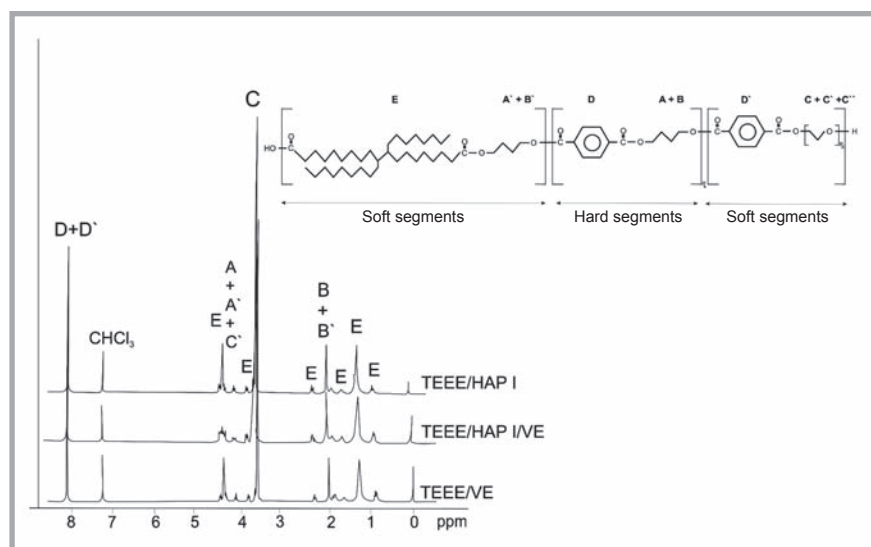 E A` + B` D A + B D` C + C` +C``
HO O O O O O O O O O O H
5
Soft segments Hard segments Soft segments
C
D+D`
CHCl3
E
A
+
A`
+
C`
E
B
+
B`
E
E
E
E
TEEE/HAP I
TEEE/HAP I/VE
TEEE/VE
8 7 6 5 4 3 2 1 0 ppm